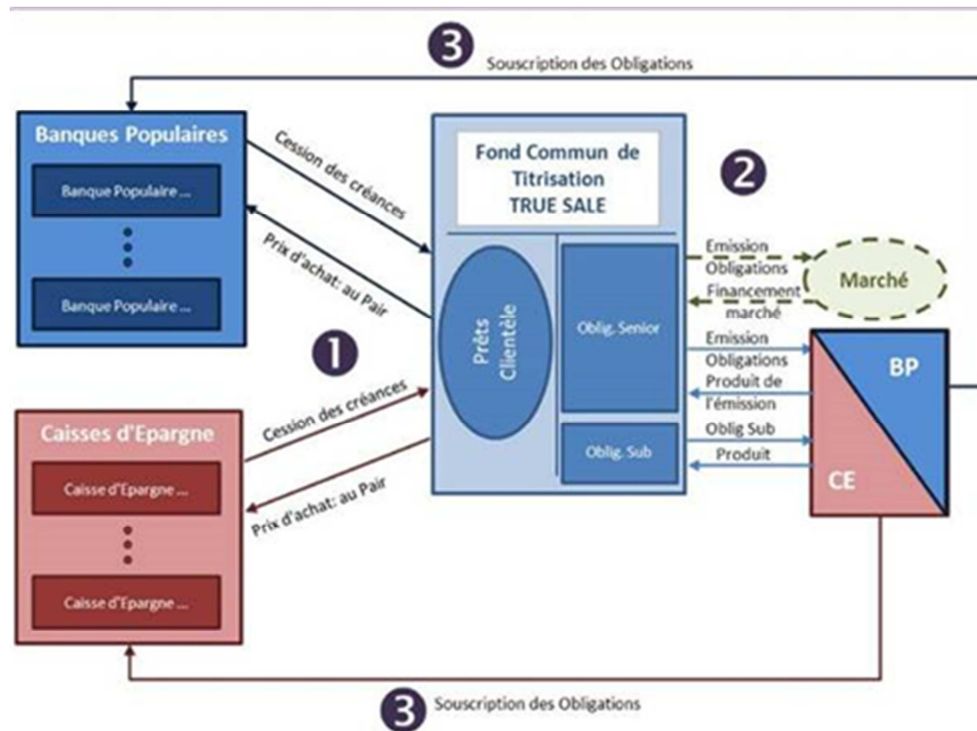 3
Souscription des Obligations
Banques Populaires
Banque Populaire ...
Banque Populaire ...
Cession des créances
Prix d'achat: au Pair
1
Cession des créances
Prix d'achat: au Pair
Caisses d'Epargne
Caisse d'Epargne ...
Caisse d'Epargne ...
Fond Commun de
Titrisation
TRUE SALE
Prêts
Clientèle
Oblig. Senior
Oblig. Sub
2
Emission
Obligations
Financement
marché
Marché
Emission
Obligations
Produit de
l'émission
Oblig Sub
Produit
BP
CE
3
Souscription des Obligations